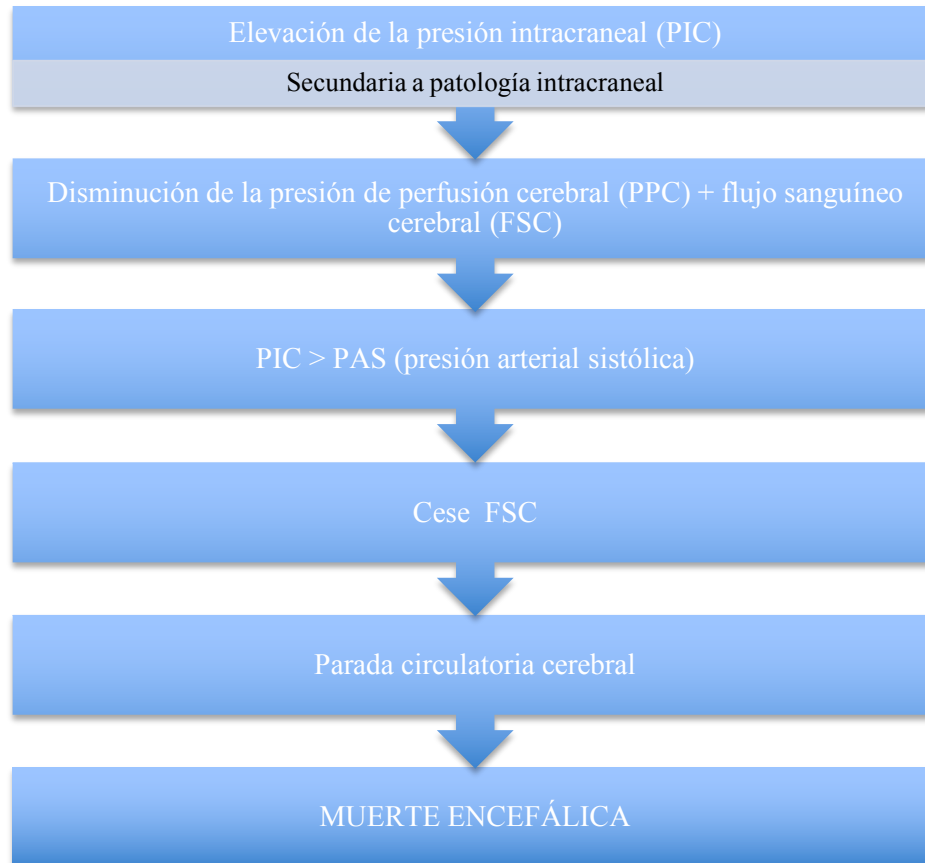 Elevación de la presión intracraneal (PIC)
Secundaria a patología intracraneal
Disminución de la presión de perfusión cerebral (PPC) + flujo sanguíneo
cerebral (FSC)
PIC > PAS (presión arterial sistólica)
Cese FSC
Parada circulatoria cerebral
MUERTE ENCEFÁLICA